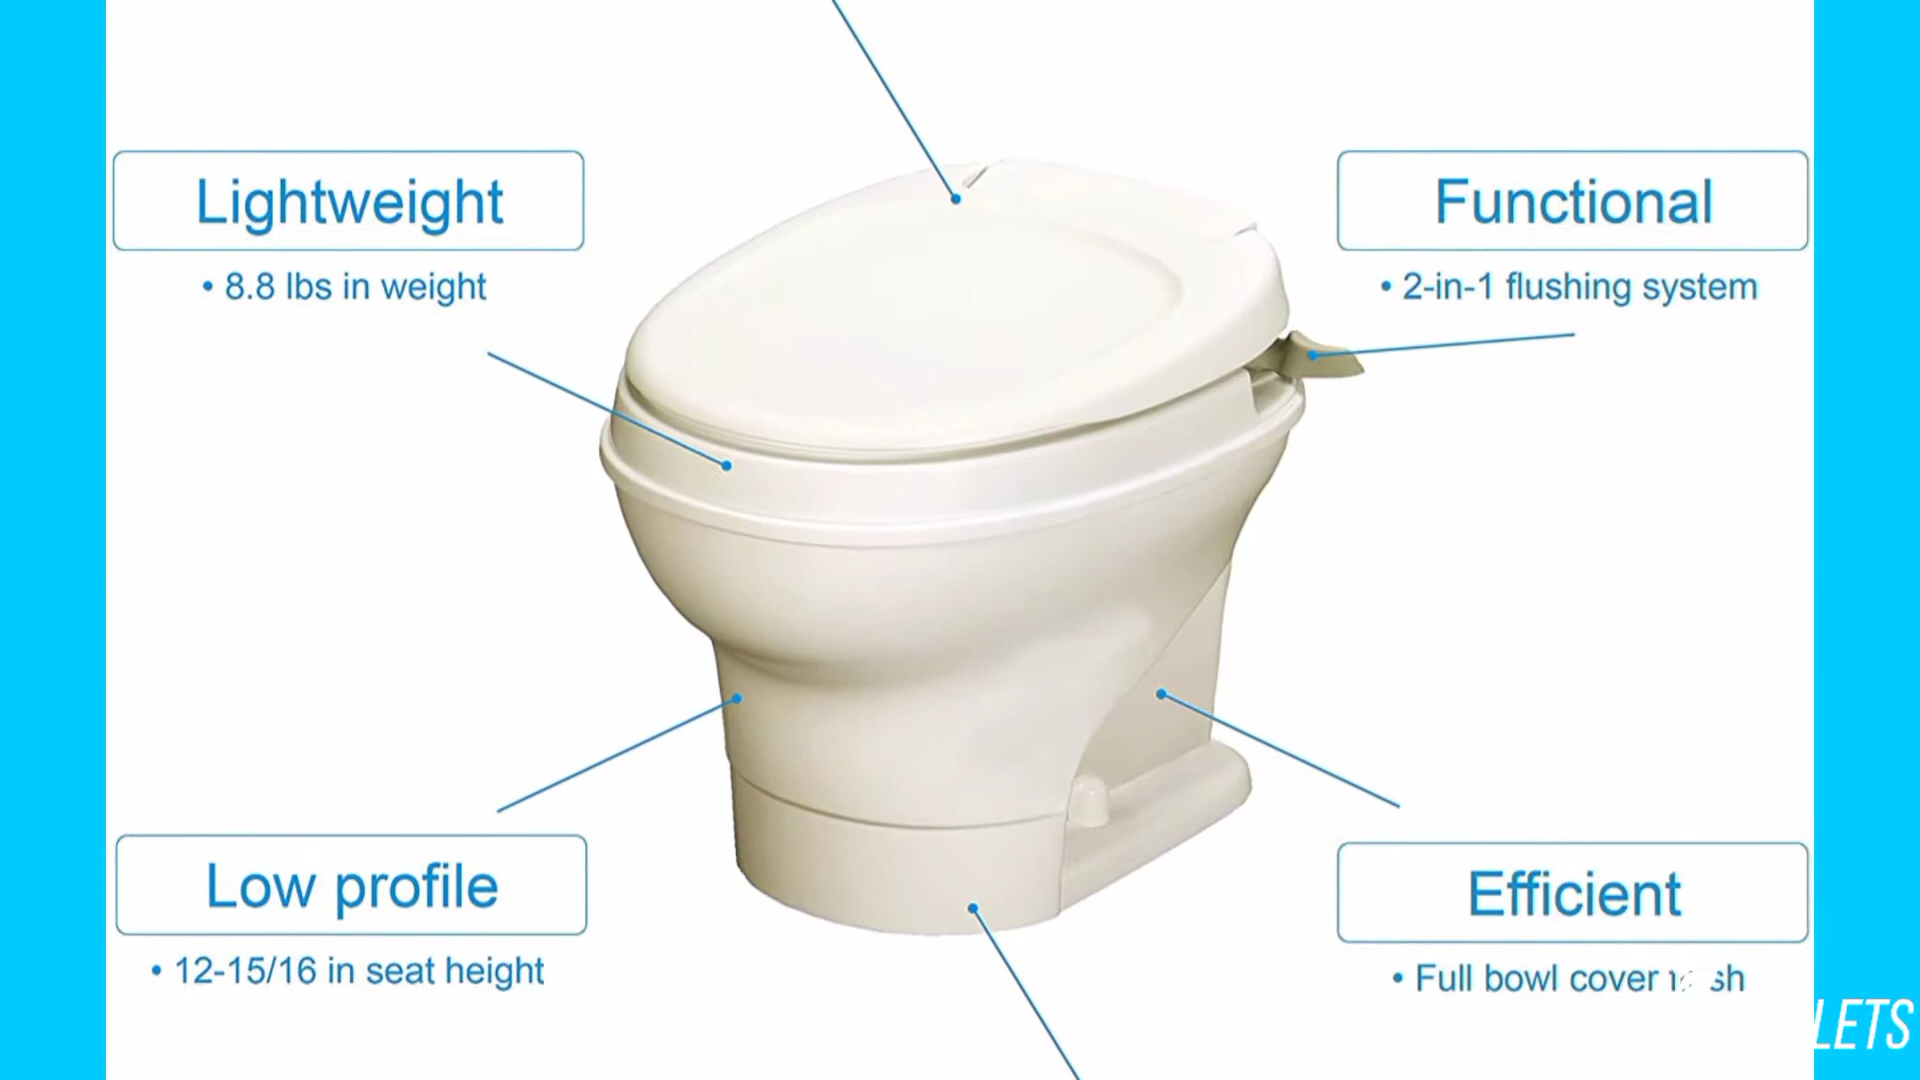 Lightweight
• 8.8 lbs in weight
Functional
• 2-in-1 flushing system
Low profile
• 12-15/16 in seat height
Efficient
• Full bowl cover
LETS